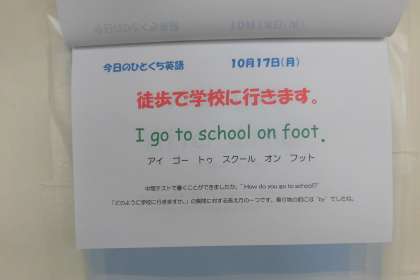 今日のひとくち英語 10月17日(月)
徒歩で学校に行きます。
I go to school on foot.
アイ ゴー トゥ スクール オン フット
中間テストで書くことができましたか。"How do you go to school?"
「どのように学校に行きますか。」の質問に対する答え方の一つです。乗り物の前には"by"でしたね。